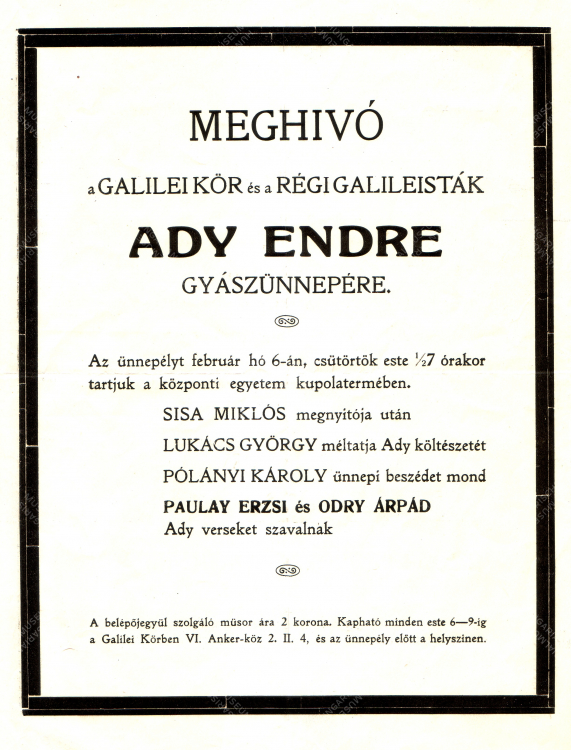 MEGHIVÓ
a GALILEI KÖR és a RÉGI GALILEISTÁK
ADY ENDRE
GYÁSZÜNNEPÉRE.
Az ünnepélyt február hó 6-án, csütörtök este ½7 órakor
tartjuk a központi egyetem kupolatermében.
SISA MIKLÓS megnyitója után
LUKÁCS GYÖRGY méltatja Ady költészetét
PÓLÁNYI KÁROLY ünnepi beszédet mond
PAULAY ERZSI és ODRY ÁRPÁD
Ady verseket szavalnak
A belépőjegyül szolgáló műsor ára 2 korona. Kapható minden este 6—9-ig
a Galilei Körben VI. Anker-köz 2. II. 4, és az ünnepély előtt a helyszinen.